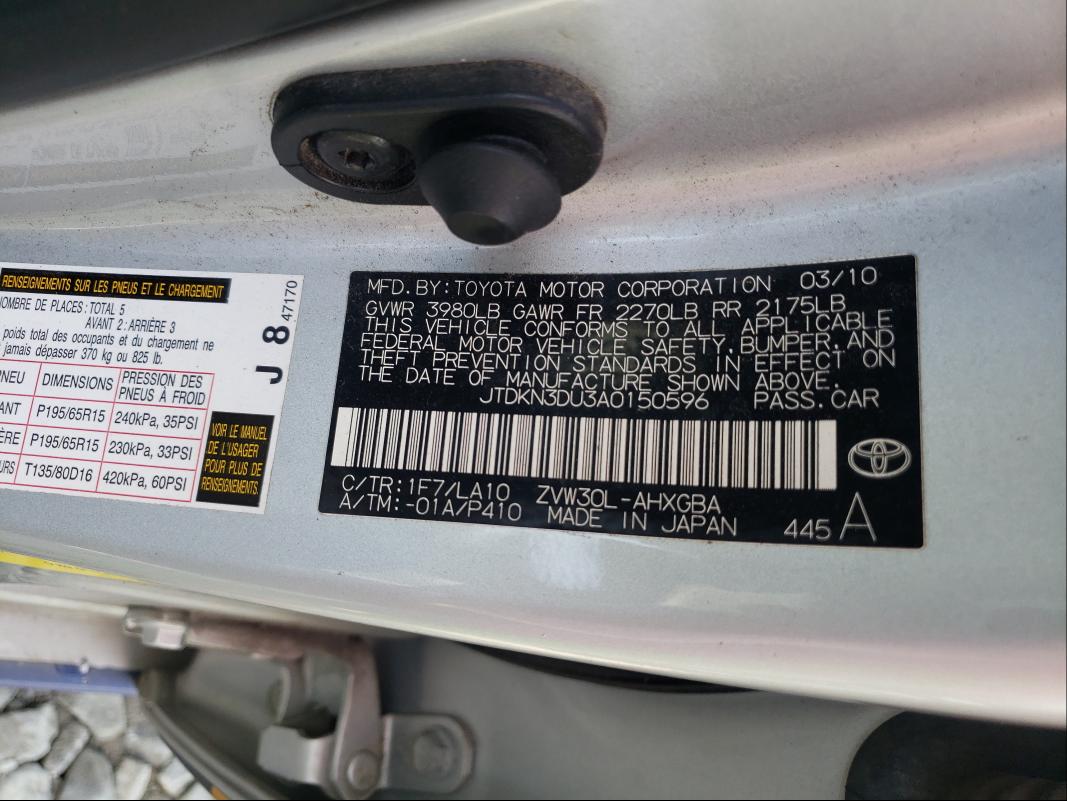 RENSEIGNEMENTS SUR LES PNEUS ET LE CHARGEMENT
NOMBRE DE PLACES : TOTAL 5
AVANT 2 : ARRIÈRE 3
poids total des occupants et du chargement ne
jamais dépasser 370 kg ou 825 lb.
PNEU DIMENSIONS PRESSION DES PNEUS À FROID
ANT P195/65R15 240kPa, 35PSI
ÈRE P195/65R15 230kPa, 33PSI
URS T135/80D16 420kPa, 60PSI
VOIR LE MANUEL
DE L'USAGER
POUR PLUS DE
RENSEIGNEMENTS.
J 8 47170
MFD. BY: TOYOTA MOTOR CORPORATION 03/10
GVWR 3980LB GAWR FR 2270LB RR 2175LB
THIS VEHICLE CONFORMS TO ALL APPLICABLE
FEDERAL MOTOR VEHICLE SAFETY, BUMPER, AND
THEFT PREVENTION STANDARDS IN EFFECT ON
THE DATE OF MANUFACTURE SHOWN ABOVE.
JTDKN3DU3A0150596 PASS.CAR
C/TR: 1F7/LA10 ZVW30L-AHXGBA
A/TM: -01A/P410 MADE IN JAPAN 445 A